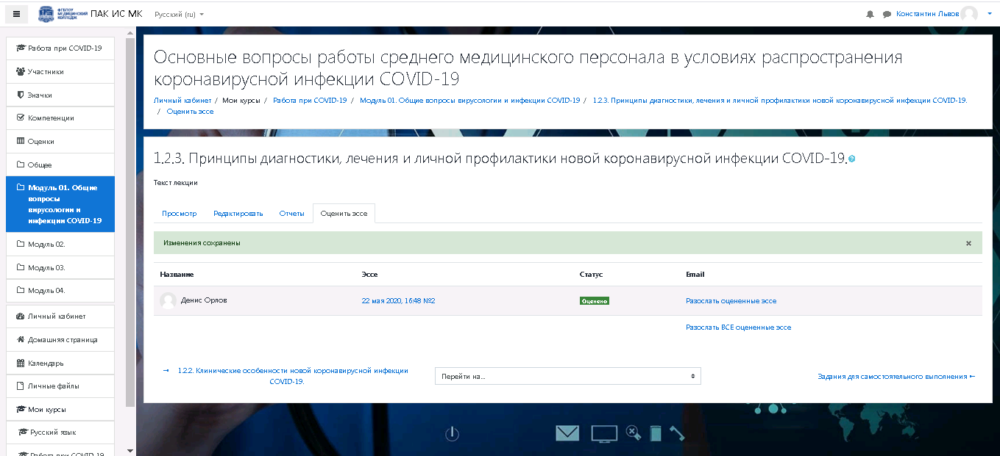 ФГБПОУ
МЕДИЦИНСКИЙ
КОЛЛЕДЖ
ПАК ИС МК
Русский (ru)
Константин Львов
Работа при COVID-19
Участники
Значки
Компетенции
Оценки
Общее
Модуль 01. Общие
вопросы
вирусологии и
инфекции COVID-19
Модуль 02.
Модуль 03.
Модуль 04.
Личный кабинет
Домашняя страница
Календарь
Личные файлы
Мои курсы
Русский язык
Работа при COVID-19
Основные вопросы работы среднего медицинского персонала в условиях распространения
коронавирусной инфекции COVID-19
Личный кабинет / Мои курсы / Работа при COVID-19 / Модуль 01. Общие вопросы вирусологии и инфекции COVID-19 / 1.2.3. Принципы диагностики, лечения и личной профилактики новой коронавирусной инфекции COVID-19.
/ Оценить эссе
1.2.3. Принципы диагностики, лечения и личной профилактики новой коронавирусной инфекции COVID-19.
Текст лекции
Просмотр Редактировать Отчеты Оценить эссе
Изменения сохранены ×
Название Эссе Статус Email
Денис Орлов 22 мая 2020, 16:48 №2 Оценено Разослать оцененные эссе
Разослать ВСЕ оцененные эссе
→ 1.2.2. Клинические особенности новой коронавирусной инфекции
COVID-19.
Перейти на...
Задания для самостоятельного выполнения ←